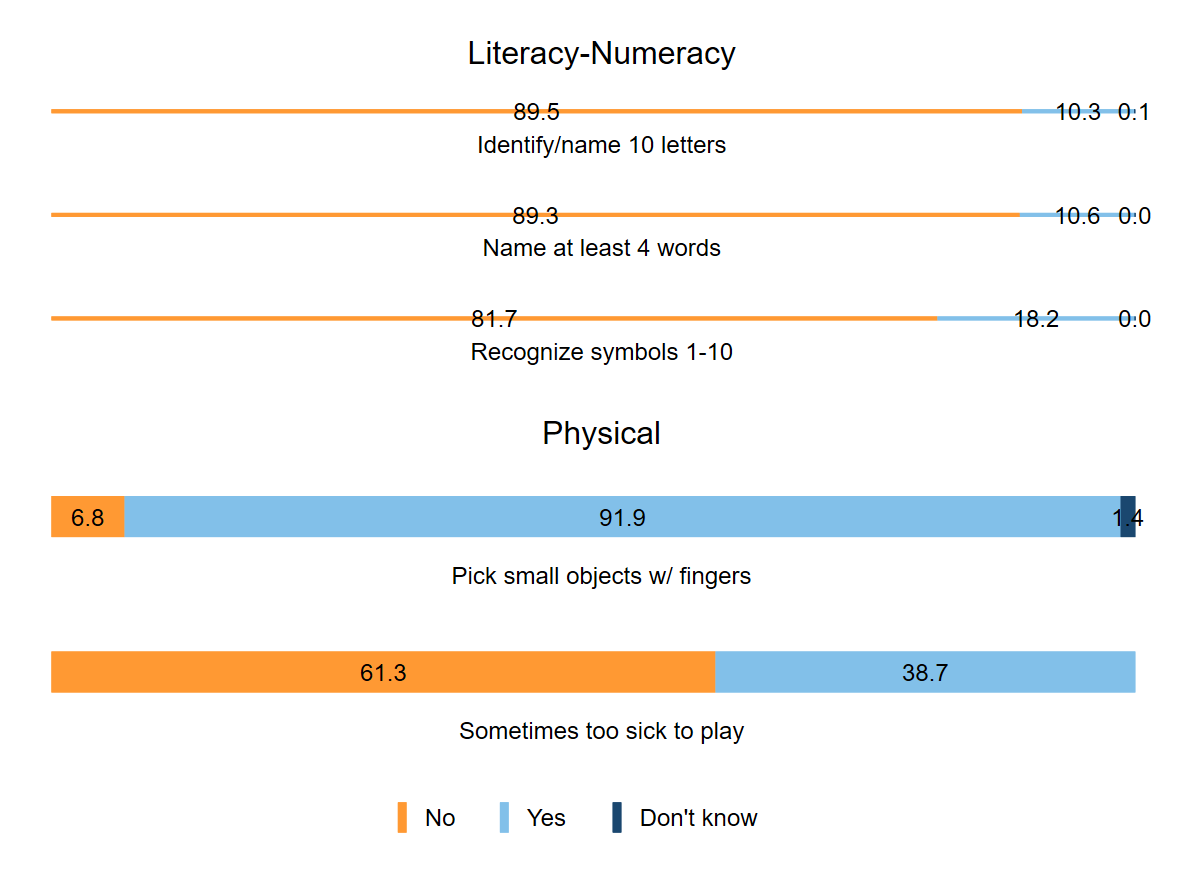 Literacy-Numeracy
89.5 10.3 0.1
Identify/name 10 letters
89.3 10.6 0.0
Name at least 4 words
81.7 18.2 0.0
Recognize symbols 1-10
Physical
6.8 91.9 1.4
Pick small objects w/ fingers
61.3 38.7
Sometimes too sick to play
No Yes Don't know